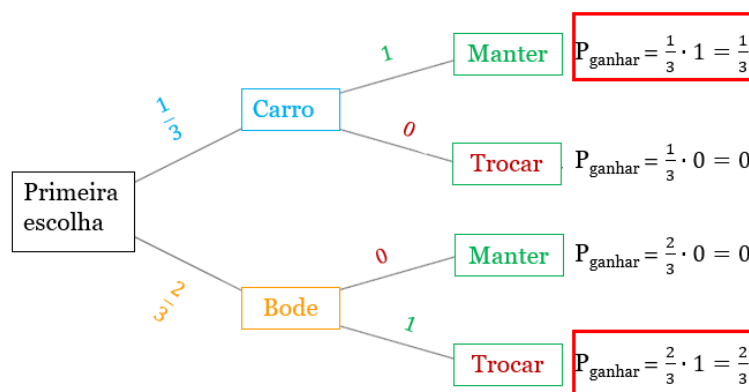 1
Manter
P_ganhar = 1/3 · 1 = 1/3
1/3
Carro
0
Trocar
P_ganhar = 1/3 · 0 = 0
Primeira
escolha
0
Manter
P_ganhar = 2/3 · 0 = 0
2/3
Bode
1
Trocar
P_ganhar = 2/3 · 1 = 2/3